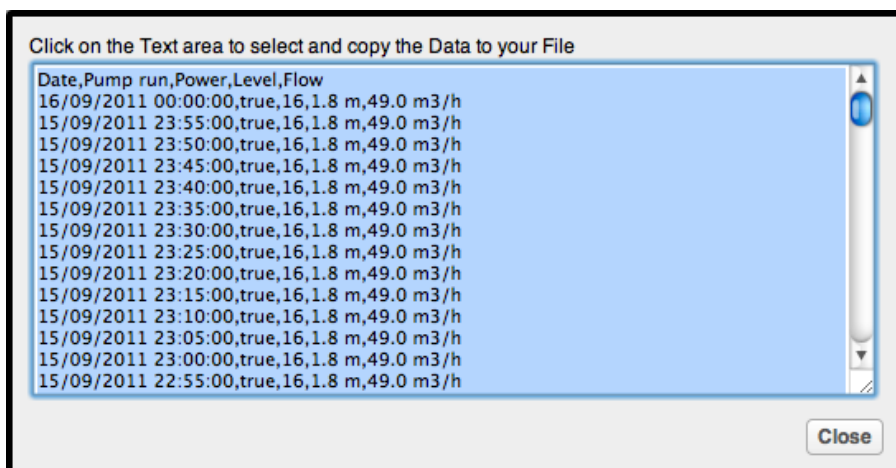 Click on the Text area to select and copy the Data to your File
Date,Pump run,Power,Level,Flow
16/09/2011 00:00:00,true,16,1.8 m,49.0 m3/h
15/09/2011 23:55:00,true,16,1.8 m,49.0 m3/h
15/09/2011 23:50:00,true,16,1.8 m,49.0 m3/h
15/09/2011 23:45:00,true,16,1.8 m,49.0 m3/h
15/09/2011 23:40:00,true,16,1.8 m,49.0 m3/h
15/09/2011 23:35:00,true,16,1.8 m,49.0 m3/h
15/09/2011 23:30:00,true,16,1.8 m,49.0 m3/h
15/09/2011 23:25:00,true,16,1.8 m,49.0 m3/h
15/09/2011 23:20:00,true,16,1.8 m,49.0 m3/h
15/09/2011 23:15:00,true,16,1.8 m,49.0 m3/h
15/09/2011 23:10:00,true,16,1.8 m,49.0 m3/h
15/09/2011 23:05:00,true,16,1.8 m,49.0 m3/h
15/09/2011 23:00:00,true,16,1.8 m,49.0 m3/h
15/09/2011 22:55:00,true,16,1.8 m,49.0 m3/h
Close